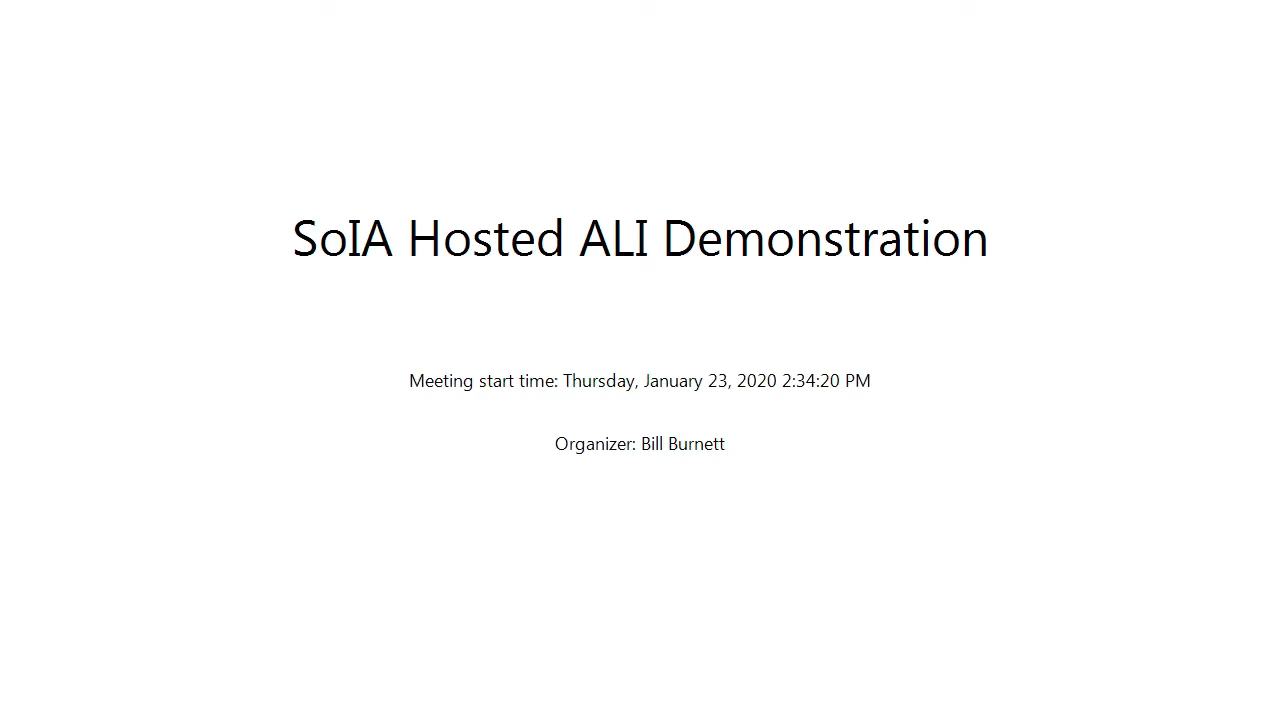 SoIA Hosted ALI Demonstration
Meeting start time: Thursday, January 23, 2020 2:34:20 PM
Organizer: Bill Burnett